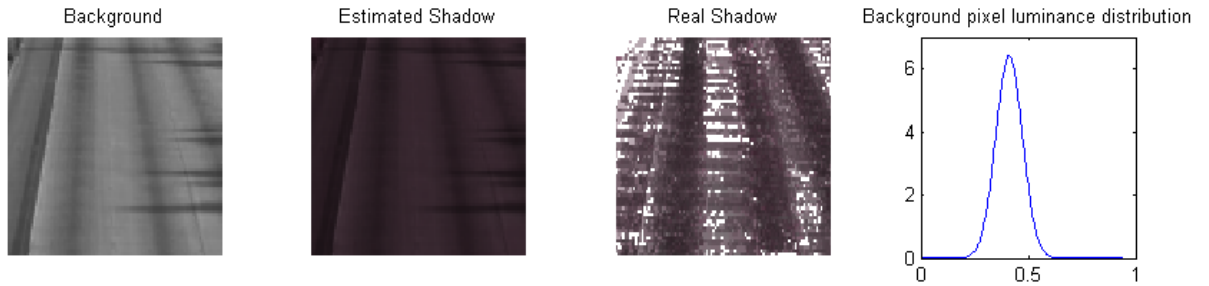 Background
Estimated Shadow
Real Shadow
Background pixel luminance distribution
6
4
2
0
0
0.5
1